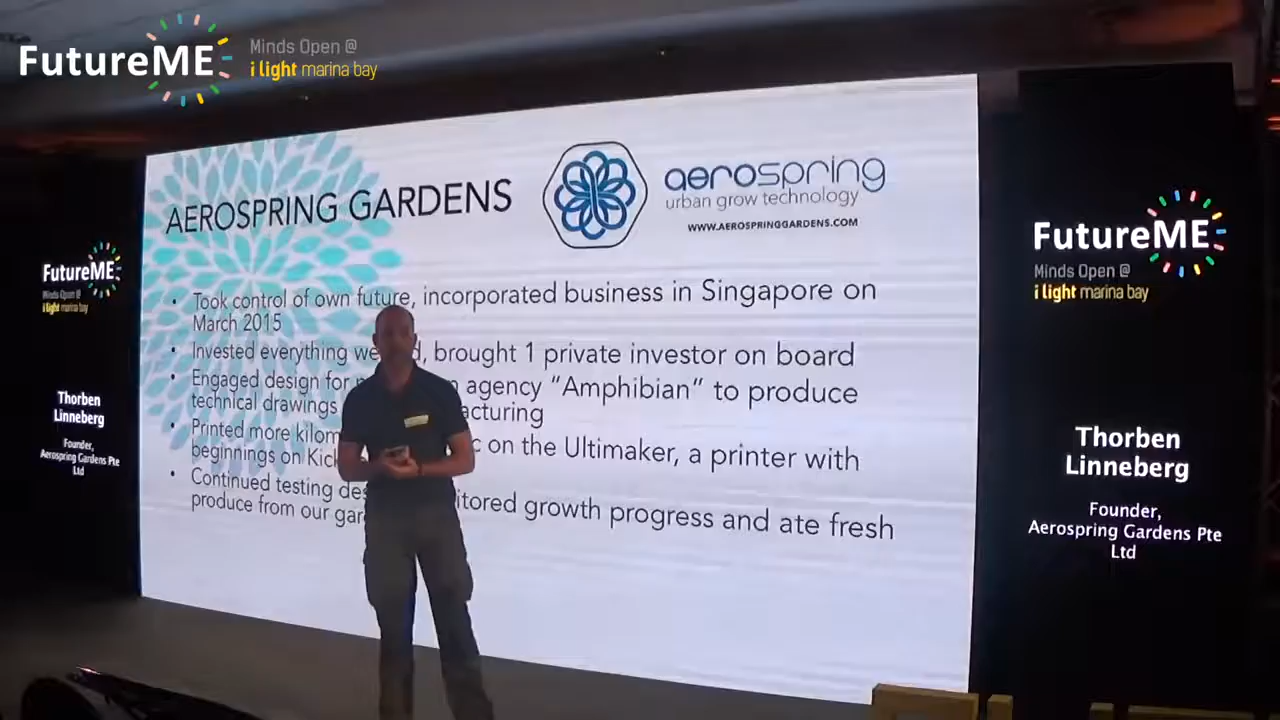 FutureME
Minds Open @
i light marina bay
AEROSPRING GARDENS
aerospring
urban grow technology
WWW.AEROSPRINGGARDENS.COM
• Took control of own future, incorporated business in Singapore on
March 2015
• Invested everything we d, brought 1 private investor on board
• Engaged design for agency “Amphibian” to produce
technical drawings acturing
• Printed more kilom c on the Ultimaker, a printer with
beginnings on Kick
• Continued testing des itored growth progress and ate fresh
produce from our gar
FutureME
Minds Open @
i light marina bay
Thorben
Linneberg
Founder,
Aerospring Gardens Pte
Ltd
FutureME
Minds Open @
i light marina bay
Thorben
Linneberg
Founder,
Aerospring Gardens Pte
Ltd